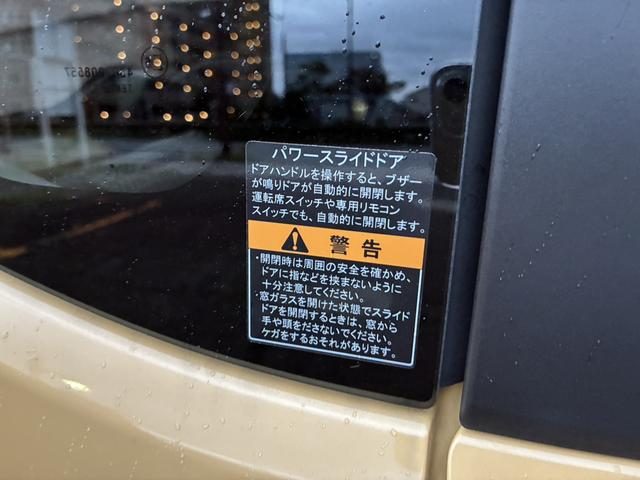 パワースライドドア
ドアハンドルを操作すると、ブザー
が鳴りドアが自動的に開閉します。
運転席スイッチや専用リモコン
スイッチでも、自動的に開閉します。
警告
・開閉時は周囲の安全を確かめ、
ドアに指などを挟まないように
十分注意してください。
・窓ガラスを開けた状態でスライド
ドアを開閉するときは、窓から
手や頭をださないでください。
ケガをするおそれがあります。